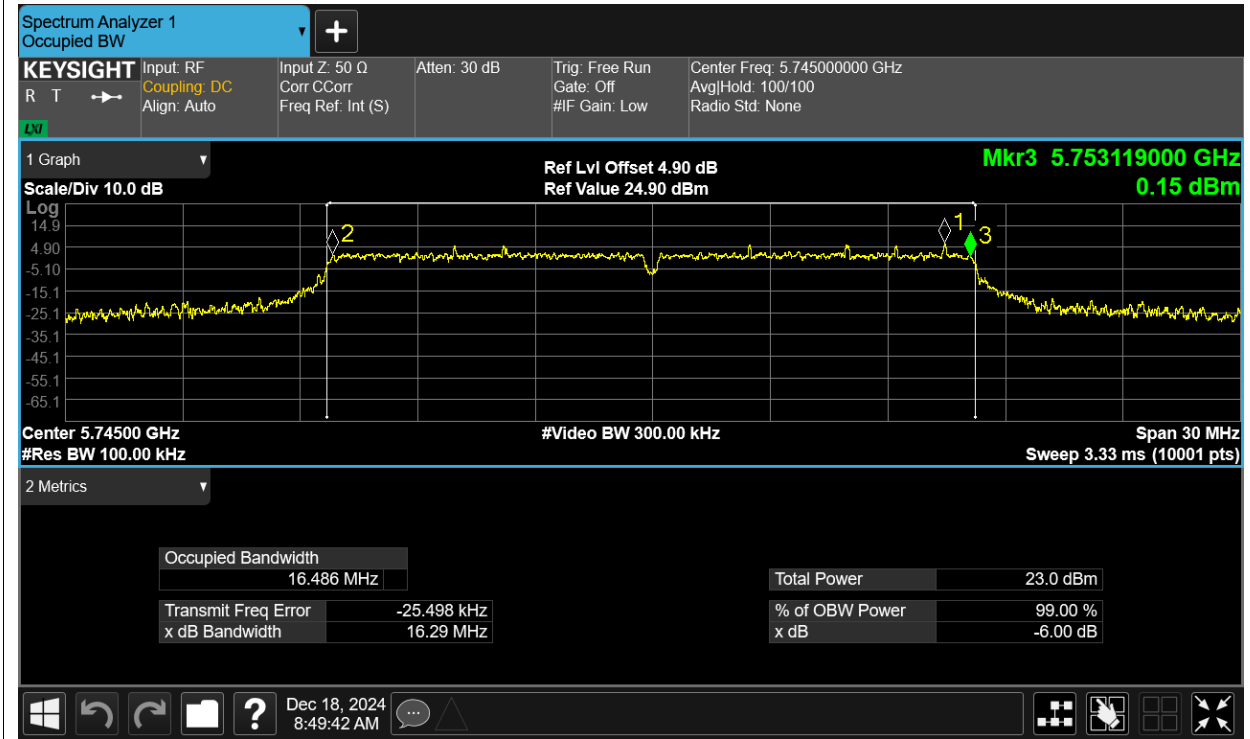 Spectrum Analyzer 1
Occupied BW
KEYSIGHT
R T
LXI
Input: RF
Coupling: DC
Align: Auto
Input Z: 50 Ω
Corr CCorr
Freq Ref: Int (S)
Atten: 30 dB
Trig: Free Run
Gate: Off
#IF Gain: Low
Center Freq: 5.745000000 GHz
Avg|Hold: 100/100
Radio Std: None
1 Graph
Scale/Div 10.0 dB
Ref Lvl Offset 4.90 dB
Ref Value 24.90 dBm
Mkr3 5.753119000 GHz
0.15 dBm
Log
14.9
4.90
-5.10
-15.1
-25.1
-35.1
-45.1
-55.1
-65.1
2
1
3
Center 5.74500 GHz
#Res BW 100.00 kHz
#Video BW 300.00 kHz
Span 30 MHz
Sweep 3.33 ms (10001 pts)
2 Metrics
Occupied Bandwidth
16.486 MHz
Transmit Freq Error -25.498 kHz
x dB Bandwidth 16.29 MHz
Total Power 23.0 dBm
% of OBW Power 99.00 %
x dB -6.00 dB
?
Dec 18, 2024
8:49:42 AM